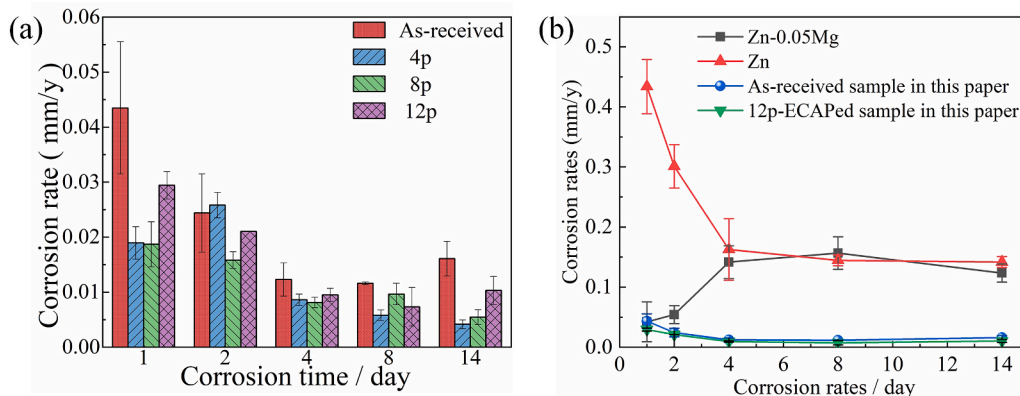 (a)
0.06
0.05
0.04
0.03
0.02
0.01
0.00
Corrosion rate ( mm/y)
As-received
4p
8p
12p
1 2 4 8 14
Corrosion time / day
(b)
0.5
0.4
0.3
0.2
0.1
0.0
Corrosion rates (mm/y)
Zn-0.05Mg
Zn
As-received sample in this paper
12p-ECAPed sample in this paper
0 2 4 6 8 10 12 14
Corrosion rates / day